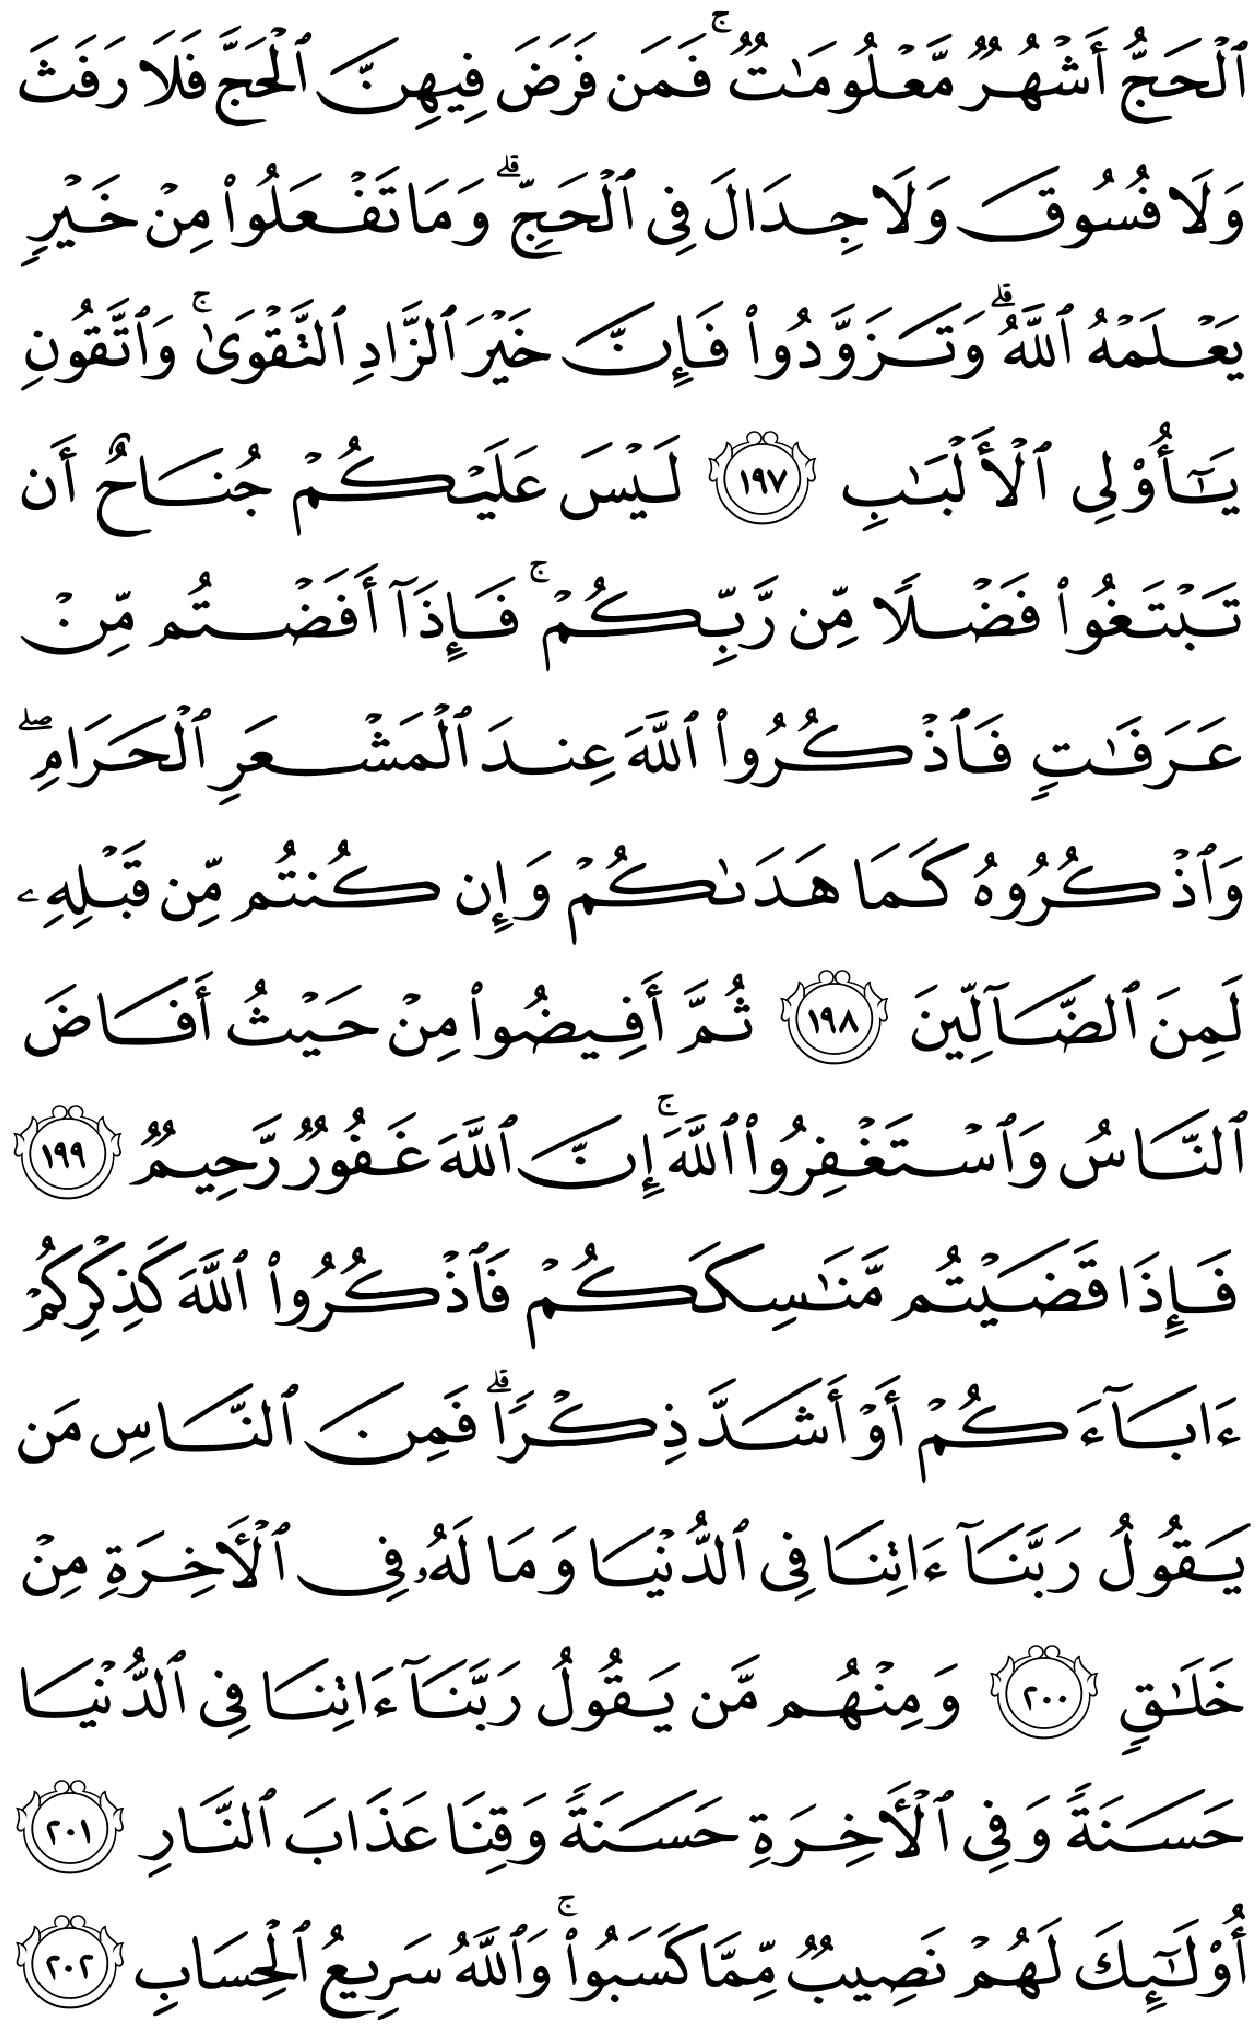 ٱلۡحَجُّ أَشۡهُرٌ مَّعۡلُومَٰتٌۚ فَمَن فَرَضَ فِيهِنَّ ٱلۡحَجَّ فَلَا رَفَثَ
وَلَا فُسُوقَ وَلَا جِدَالَ فِي ٱلۡحَجِّۗ وَمَا تَفۡعَلُواْ مِنۡ خَيۡرٖ
يَعۡلَمۡهُ ٱللَّهُۗ وَتَزَوَّدُواْ فَإِنَّ خَيۡرَ ٱلزَّادِ ٱلتَّقۡوَىٰۚ وَٱتَّقُونِ
يَٰٓأُوْلِي ٱلۡأَلۡبَٰبِ ١٩٧ لَيۡسَ عَلَيۡكُمۡ جُنَاحٌ أَن
تَبۡتَغُواْ فَضۡلٗا مِّن رَّبِّكُمۡۚ فَإِذَآ أَفَضۡتُم مِّنۡ
عَرَفَٰتٖ فَٱذۡكُرُواْ ٱللَّهَ عِندَ ٱلۡمَشۡعَرِ ٱلۡحَرَامِۖ
وَٱذۡكُرُوهُ كَمَا هَدَىٰكُمۡ وَإِن كُنتُم مِّن قَبۡلِهِۦ
لَمِنَ ٱلضَّآلِّينَ ١٩٨ ثُمَّ أَفِيضُواْ مِنۡ حَيۡثُ أَفَاضَ
ٱلنَّاسُ وَٱسۡتَغۡفِرُواْ ٱللَّهَۚ إِنَّ ٱللَّهَ غَفُورٌ رَّحِيمٌ ١٩٩
فَإِذَا قَضَيۡتُم مَّنَٰسِكَكُمۡ فَٱذۡكُرُواْ ٱللَّهَ كَذِكۡرِكُمۡ
ءَابَآءَكُمۡ أَوۡ أَشَدَّ ذِكۡرٗاۗ فَمِنَ ٱلنَّاسِ مَن
يَقُولُ رَبَّنَآ ءَاتِنَا فِي ٱلدُّنۡيَا وَمَا لَهُۥ فِي ٱلۡأٓخِرَةِ مِنۡ
خَلَٰقٖ ٢٠٠ وَمِنۡهُم مَّن يَقُولُ رَبَّنَآ ءَاتِنَا فِي ٱلدُّنۡيَا
حَسَنَةٗ وَفِي ٱلۡأٓخِرَةِ حَسَنَةٗ وَقِنَا عَذَابَ ٱلنَّارِ ٢٠١
أُوْلَٰٓئِكَ لَهُمۡ نَصِيبٌ مِّمَّا كَسَبُواْۚ وَٱللَّهُ سَرِيعُ ٱلۡحِسَابِ ٢٠٢